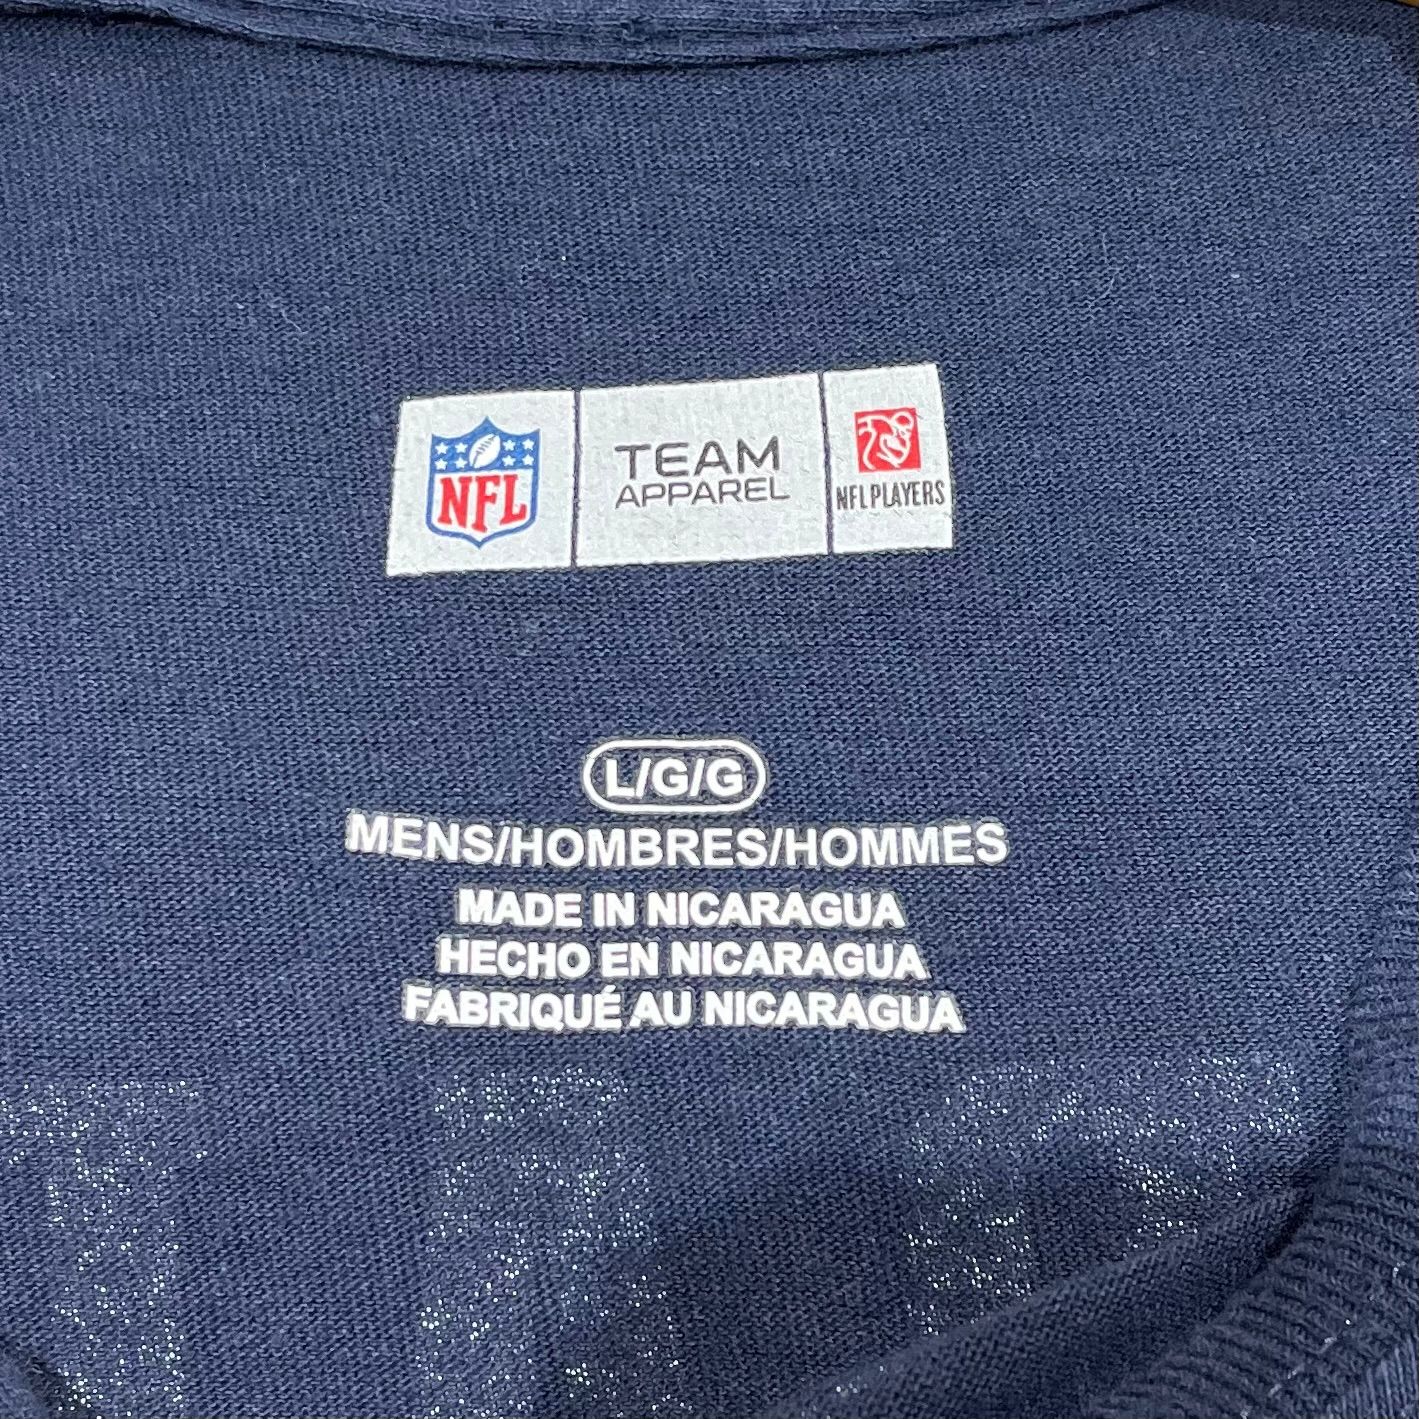 NFL
TEAM
APPAREL
NFLPLAYERS
L/G/G
MENS/HOMBRES/HOMMES
MADE IN NICARAGUA
HECHO EN NICARAGUA
FABRIQUÉ AU NICARAGUA